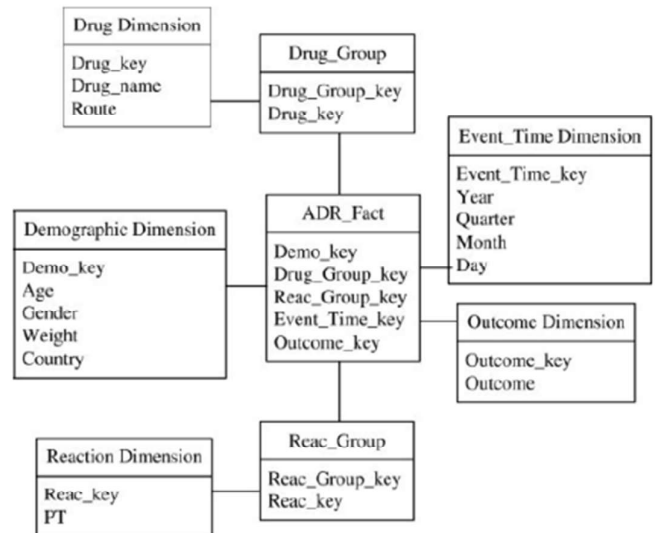 Drug Dimension
Drug_key
Drug_name
Route
Drug_Group
Drug_Group_key
Drug_key
Event_Time Dimension
Event_Time_key
Year
Quarter
Month
Day
ADR_Fact
Demo_key
Drug_Group_key
Reac_Group_key
Event_Time_key
Outcome_key
Demographic Dimension
Demo_key
Age
Gender
Weight
Country
Outcome Dimension
Outcome_key
Outcome
Reac_Group
Reac_Group_key
Reac_key
Reaction Dimension
Reac_key
PT